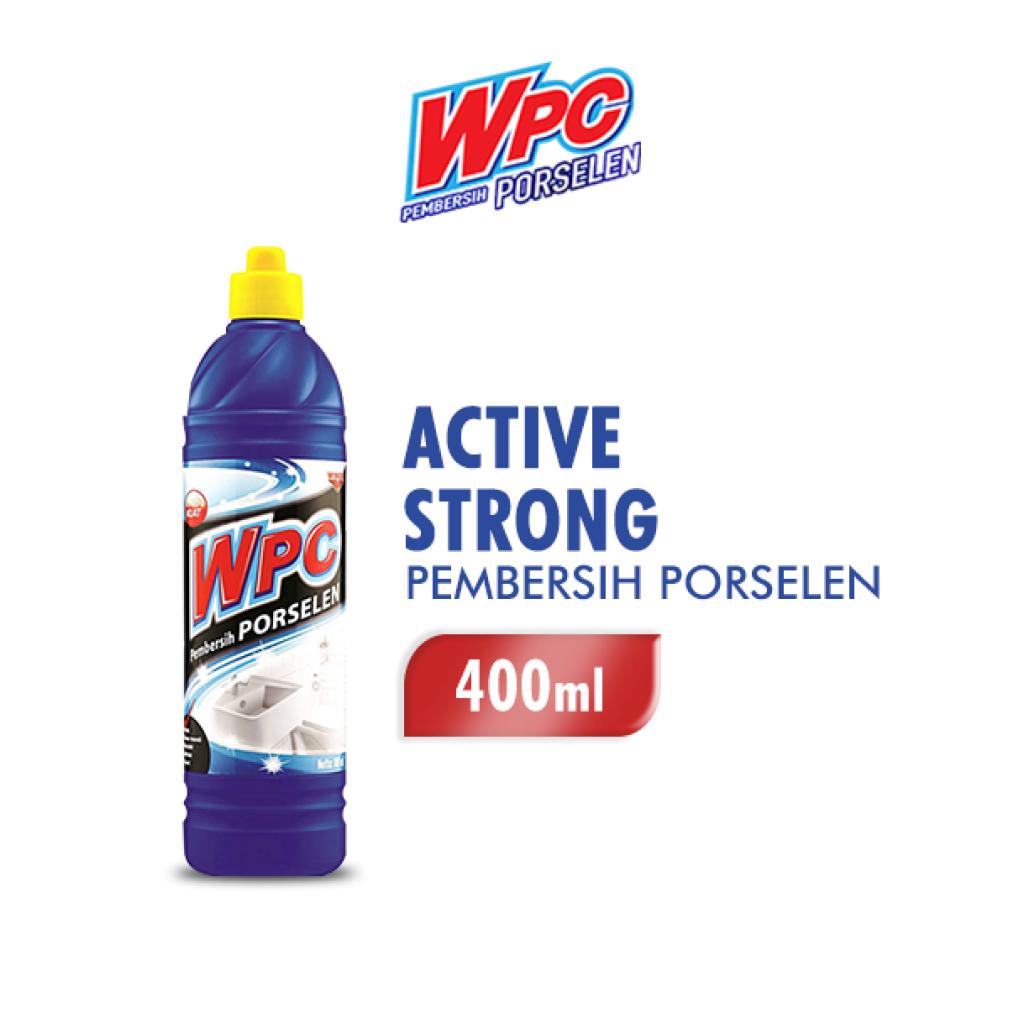 WPC
PEMBERSIH PORSELEN
ACTIVE
STRONG
PEMBERSIH PORSELEN
400ml
WPC
Pembersih PORSELEN